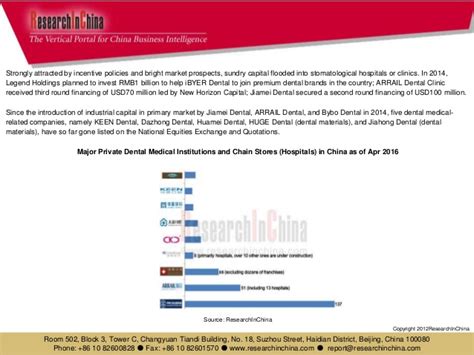 ResearchInChina
The Vertical Portal for China Business Intelligence
Strongly attracted by incentive policies and bright market prospects, sundry capital flooded into stomatological hospitals or clinics. In 2014,
Legend Holdings planned to invest RMB1 billion to help iBYER Dental to join premier dental brands in the country; ARRAIL Dental Clinic
received third round financing of USD70 million led by New Horizon Capital; Jiamei Dental secured a second round financing of USD100 million.
Since the introduction of industrial capital in primary market by Jiamei Dental, ARRAIL Dental, and Bybo Dental in 2014, five dental medical-
related companies, namely KEEN Dental, Dazhong Dental, Huamei Dental, HUGE Dental (dental materials), and Jiahong Dental (dental
materials), have so far gone listed on the National Equities Exchange and Quotations.
Major Private Dental Medical Institutions and Chain Stores (Hospitals) in China as of Apr 2016
ResearchInChina
(primarily hospitals, over 10 other ones are under construction)
(excluding dozens of franchisee)
51 (including 13 hospitals)
Source: ResearchInChina
Copyright 2012ResearchInChina
Room 502, Block 3, Tower C, Changyuan Tiandi Building, No. 18, Suzhou Street, Haidian District, Beijing, China 100080
Phone: +86 10 82600828 ● Fax: +86 10 82601570 ● www.researchinchina.com ● report@researchinchina.com